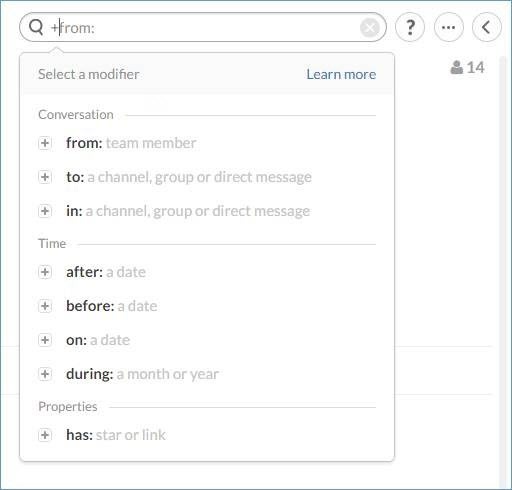 +from:
?
14
Select a modifier Learn more
Conversation
from: team member
to: a channel, group or direct message
in: a channel, group or direct message
Time
after: a date
before: a date
on: a date
during: a month or year
Properties
has: star or link